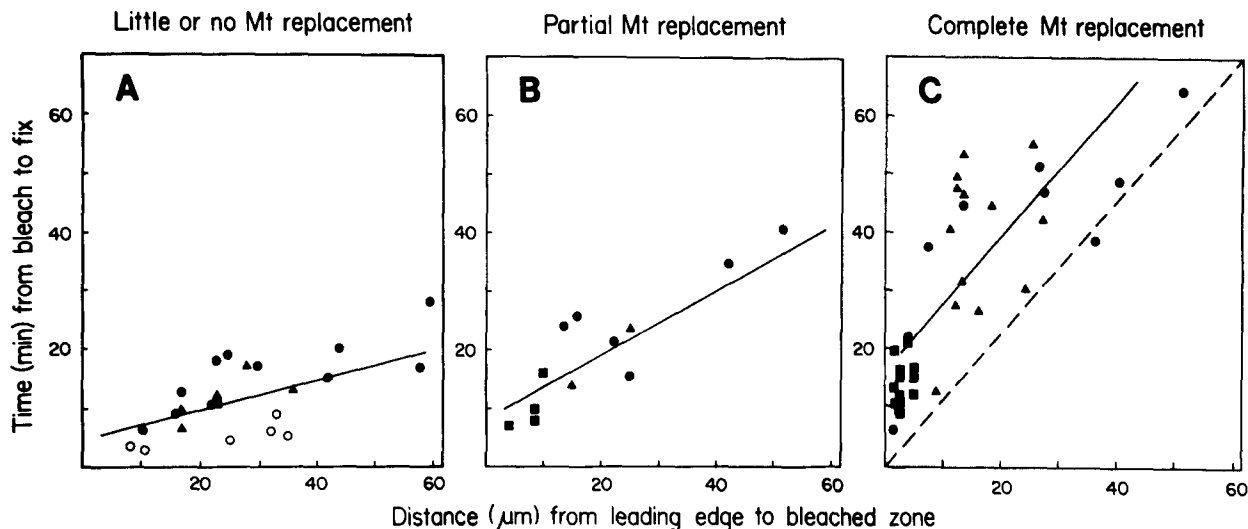 Little or no Mt replacement
Partial Mt replacement
Complete Mt replacement
A
B
C
Time (min) from bleach to fix
60
40
20
60
40
20
60
40
20
20
40
60
20
40
60
20
40
60
Distance (μm) from leading edge to bleached zone